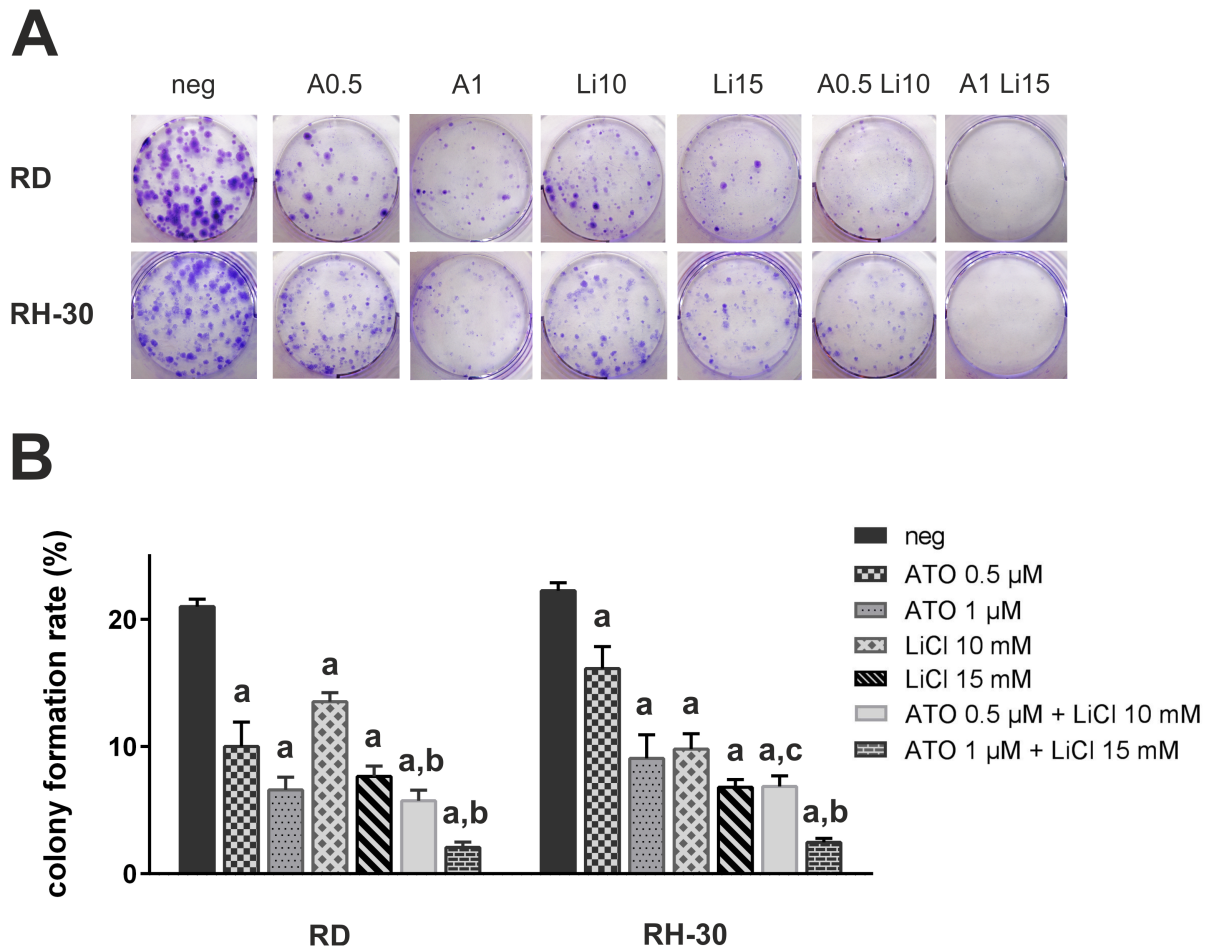 A
neg A0.5 A1 Li10 Li15 A0.5 Li10 A1 Li15
RD
RH-30
B
colony formation rate (%)
20
10
0
a a a a a,b a,b
a a a a a,c a,b
RD RH-30
neg
ATO 0.5 µM
ATO 1 µM
LiCl 10 mM
LiCl 15 mM
ATO 0.5 µM + LiCl 10 mM
ATO 1 µM + LiCl 15 mM